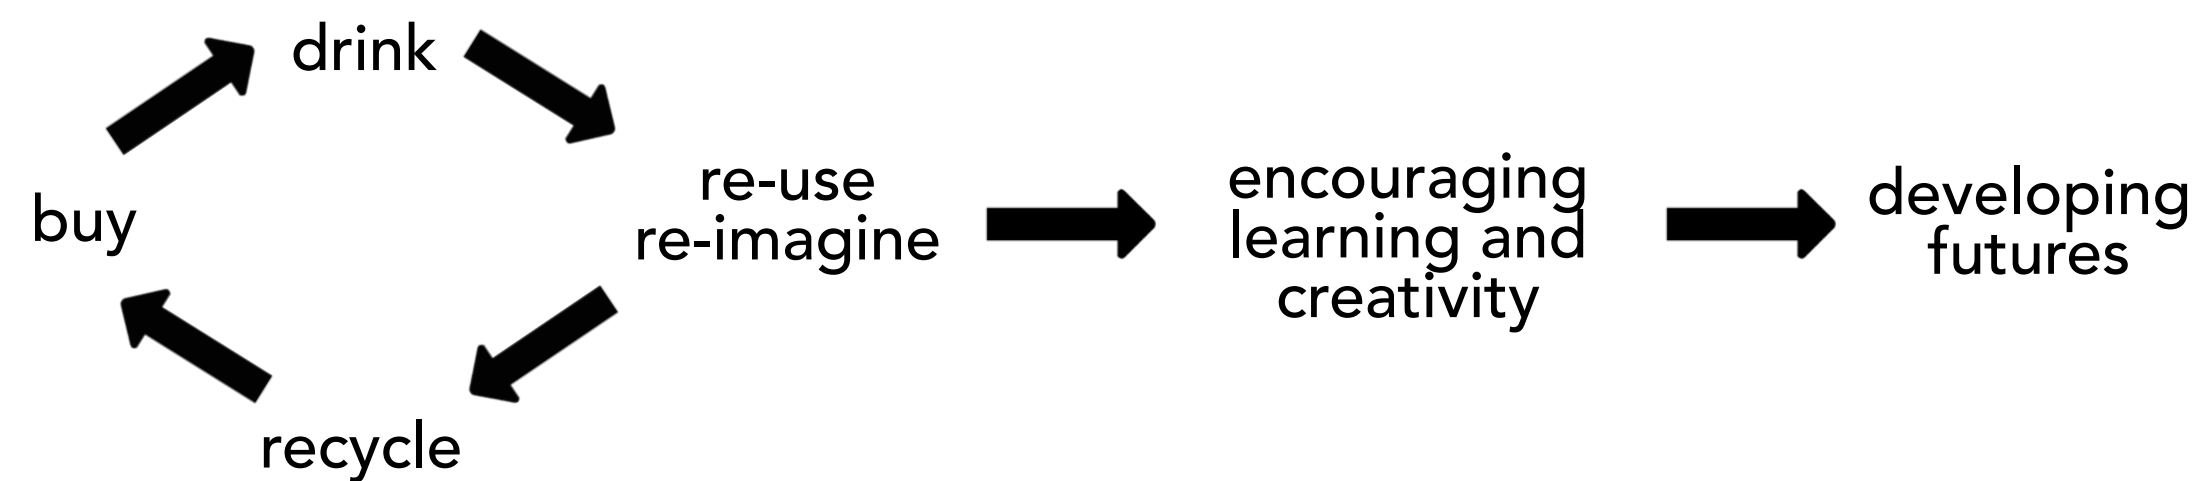 drink
buy
re-use
re-imagine
recycle
encouraging
learning and
creativity
developing
futures